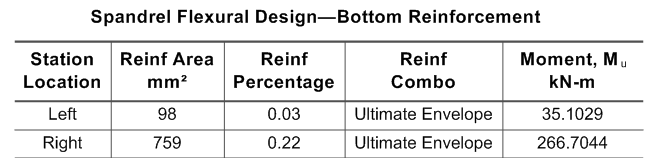 Spandrel Flexural Design—Bottom Reinforcement
Station Location Reinf Area mm² Reinf Percentage Reinf Combo Moment, Mu kN-m
Left 98 0.03 Ultimate Envelope 35.1029
Right 759 0.22 Ultimate Envelope 266.7044